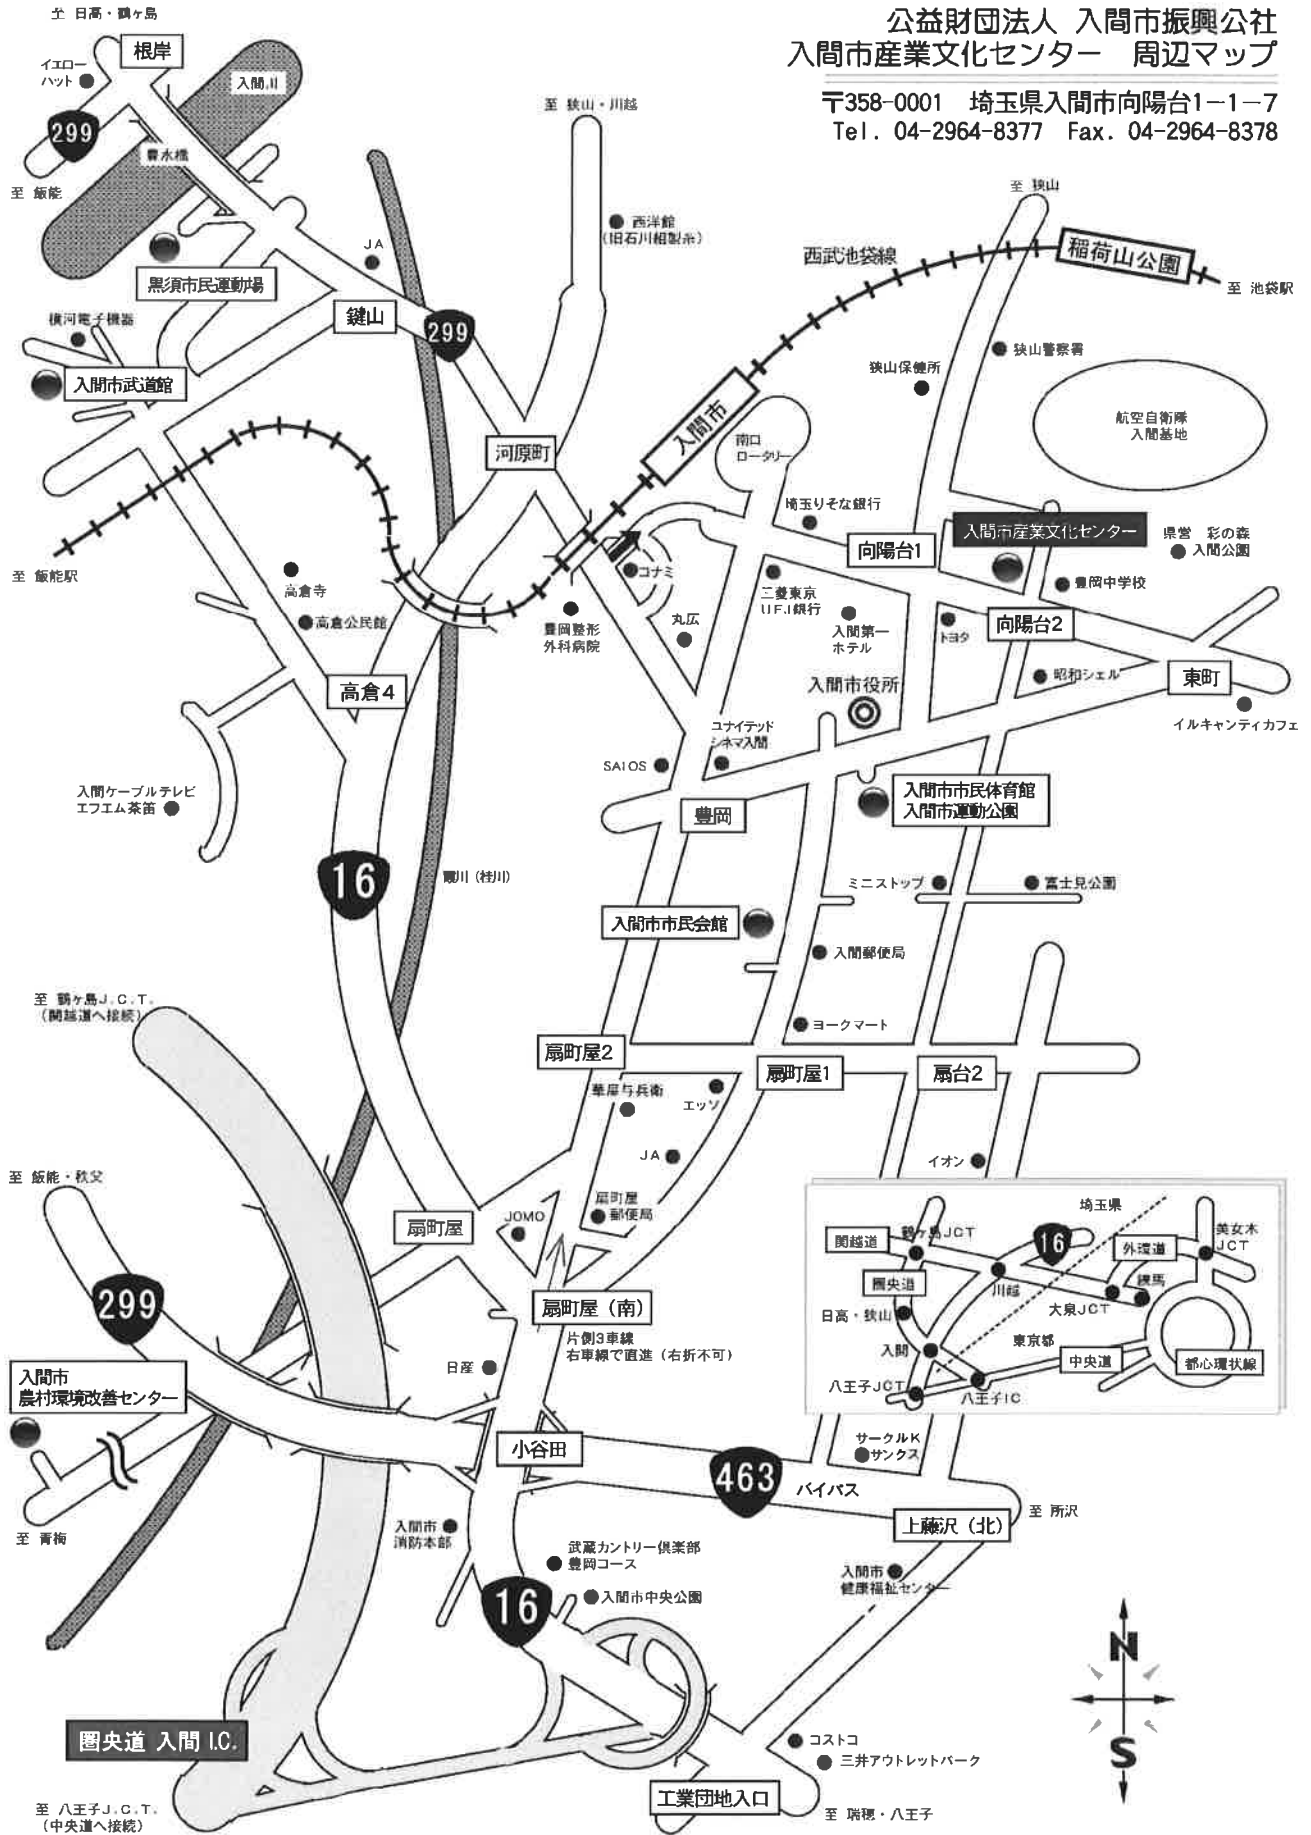 公益財団法人 入間市振興公社
入間市産業文化センター 周辺マップ
〒358-0001 埼玉県入間市向陽台1-1-7
Tel. 04-2964-8377 Fax. 04-2964-8378
至 日高・鶴ヶ島
根岸
イエロー
ハット
入間川
299
豊水橋
至 飯能
至 狭山・川越
西洋館
(旧石川組製糸)
JA
黒須市民運動場
鍵山
299
横河電子機器
入間市武道館
至 狭山
西武池袋線
稲荷山公園
至 池袋駅
狭山警察署
狭山保健所
航空自衛隊
入間基地
入間市
南口
ロータリー
河原町
埼玉りそな銀行
向陽台1
入間市産業文化センター
県営 彩の森
入間公園
至 飯能駅
高倉寺
高倉公民館
コナミ
豊岡整形
外科病院
丸広
三菱東京
UFJ銀行
入間第一
ホテル
トヨタ
豊岡中学校
向陽台2
昭和シェル
東町
イルキャンティカフェ
高倉4
入間市役所
ユナイテッド
シネマ入間
SAIOS
入間ケーブルテレビ
エフエム茶笛
豊岡
入間市市民体育館
入間市運動公園
16
霞川(桂川)
ミニストップ
富士見公園
入間市市民会館
入間郵便局
至 鶴ヶ島J.C.T.
(関越道へ接続)
ヨークマート
扇町屋2
扇町屋1
扇台2
華屋与兵衛
エッソ
JA
イオン
至 飯能・秩父
扇町屋
JOMO
扇町屋
郵便局
299
扇町屋(南)
片側3車線
右車線で直進(右折不可)
日産
入間市
農村環境改善センター
至 青梅
埼玉県
関越道
鶴ヶ島JCT
16
外環道
美女木
JCT
圏央道
川越
練馬
大泉JCT
日高・狭山
東京都
入間
中央道
都心環状線
八王子JCT
八王子IC
小谷田
463
バイパス
サークルK
サンクス
上藤沢(北)
至 所沢
入間市
消防本部
武蔵カントリー倶楽部
豊岡コース
入間市中央公園
入間市
健康福祉センター
16
N
S
圏央道 入間 I.C.
コストコ
三井アウトレットパーク
工業団地入口
至 八王子J.C.T.
(中央道へ接続)
至 瑞穂・八王子